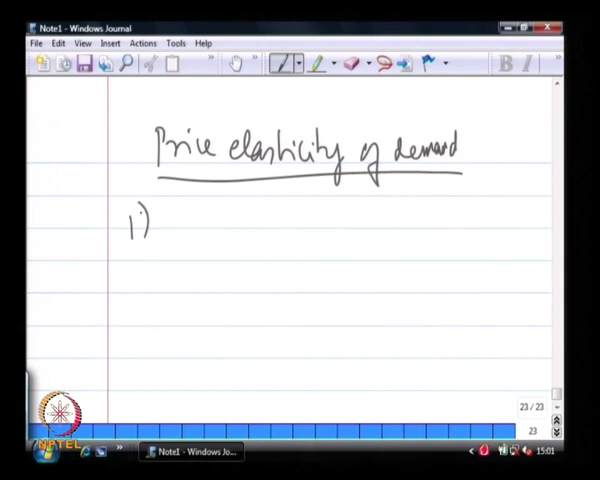 Note1 - Windows Journal
File Edit View Insert Actions Tools Help
B I
Price elasticity of demand
1)
23 / 23
23
NPTEL
Note1 - Windows Jo...
15:01